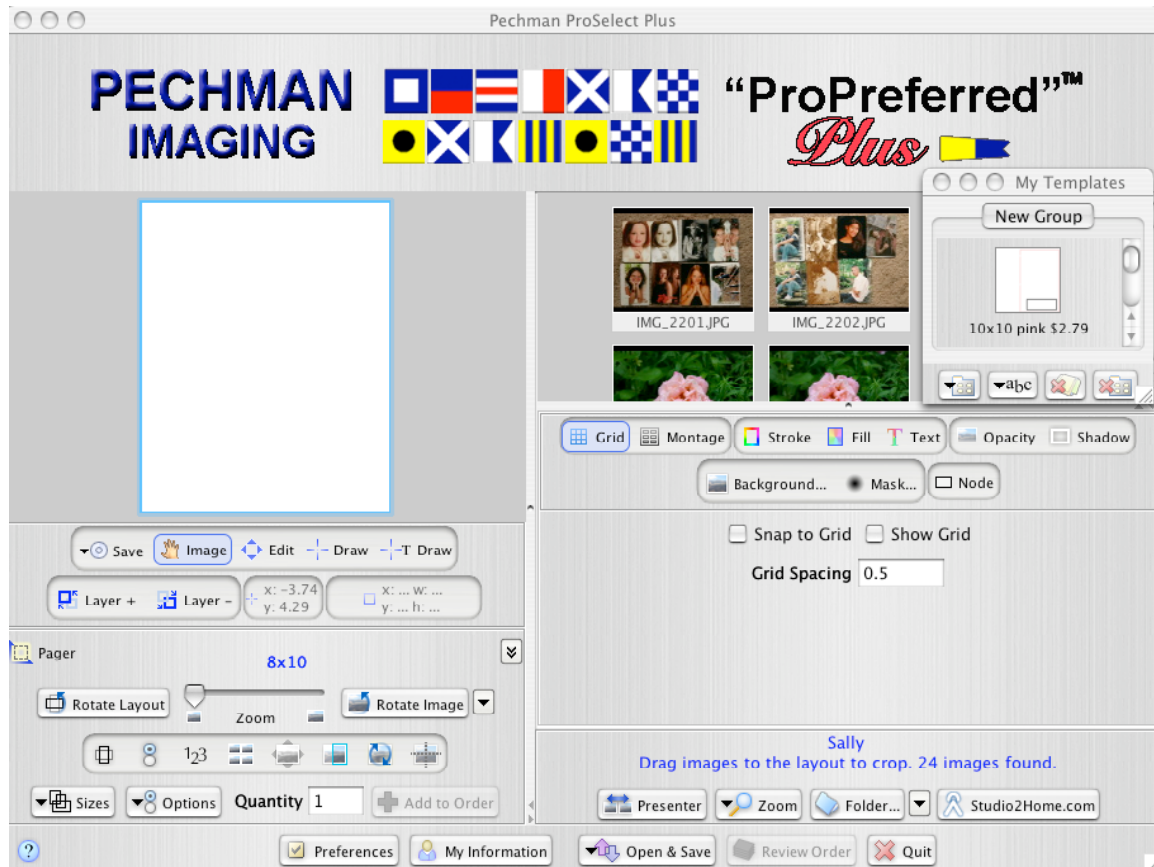 Pechman ProSelect Plus
PECHMAN
IMAGING
“ProPreferred”™
Plus
My Templates
New Group
10x10 pink $2.79
abc
IMG_2201.JPG
IMG_2202.JPG
Grid
Montage
Stroke
Fill
T Text
Opacity
Shadow
Background...
Mask...
Node
Snap to Grid
Show Grid
Grid Spacing 0.5
Save
Image
Edit
Draw
T Draw
Layer +
Layer -
x: -3.74
y: 4.29
x: ... w: ...
y: ... h: ...
Pager
8x10
Rotate Layout
Zoom
Rotate Image
123
Sizes
Options
Quantity 1
Add to Order
Sally
Drag images to the layout to crop. 24 images found.
Presenter
Zoom
Folder...
Studio2Home.com
?
Preferences
My Information
Open & Save
Review Order
Quit